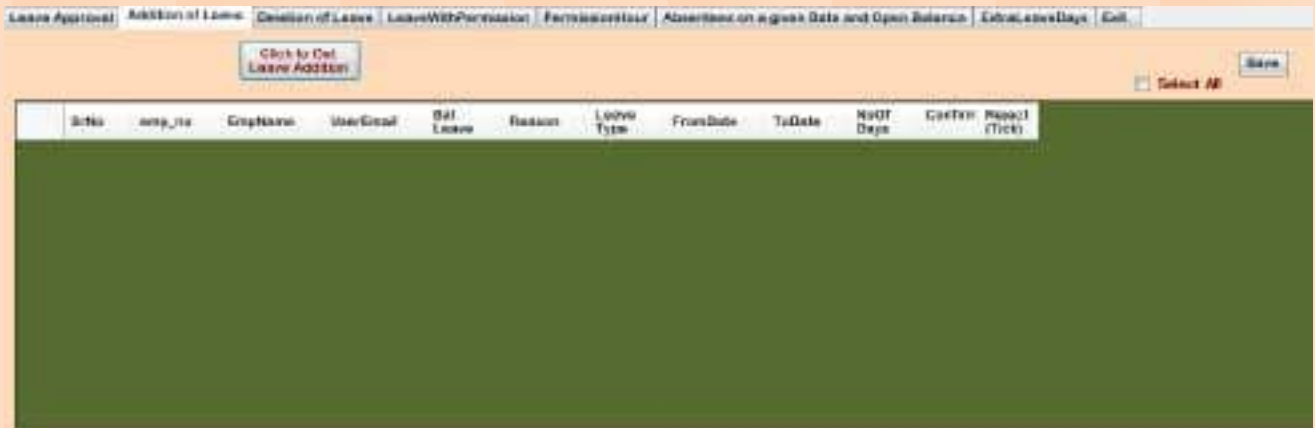 Leave Approval Addition of Leave Deletion of Leave LeaveWithPermission PermissionHour Absentees on a given Date and Open Balance ExtraLeaveDays Exit
Click to Get
Leave Addition
Save
Select All
SrNo emp_no EmpName UserEmail Bal Leave Reason Leave Type FromDate ToDate NoOf Days Confirm Reject (Tick)